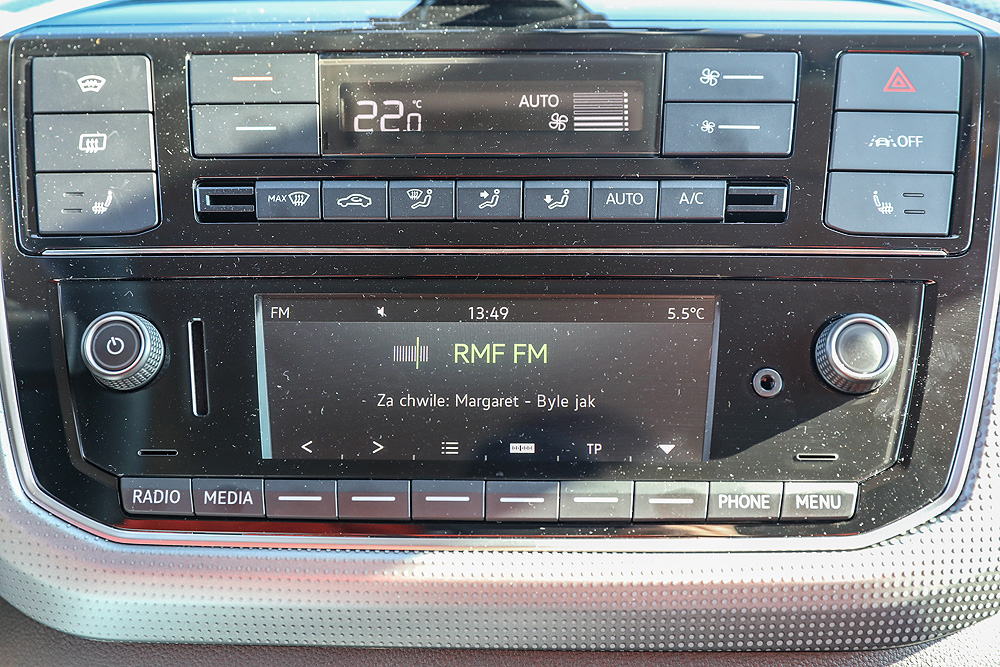 22.0 °C AUTO
OFF
MAX AUTO A/C
FM 13:49 5.5°C
RMF FM
Za chwile: Margaret - Byle jak
< > TP
RADIO MEDIA PHONE MENU